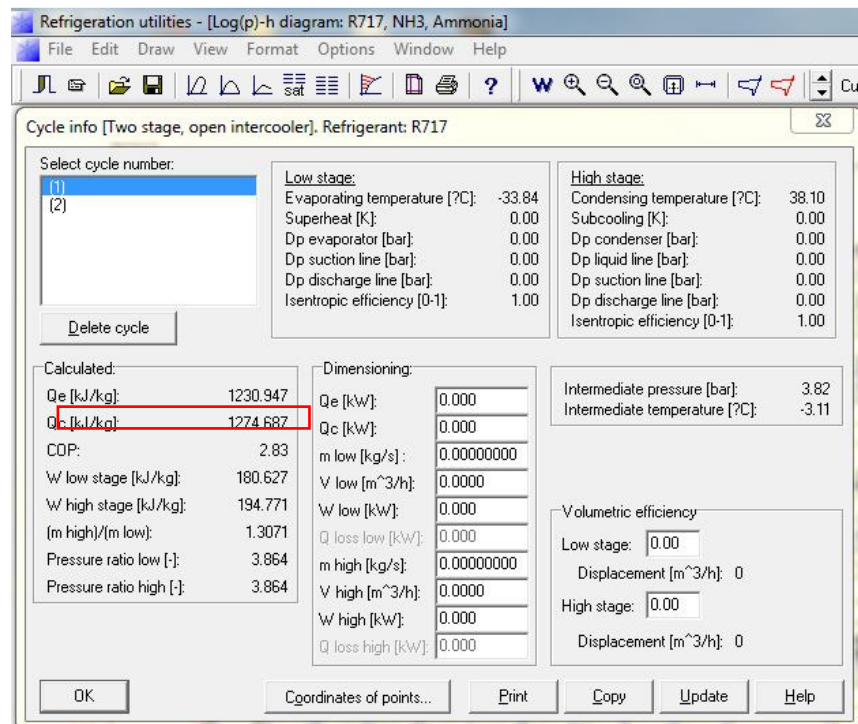 Refrigeration utilities - [Log(p)-h diagram: R717, NH3, Ammonia]
File Edit Draw View Format Options Window Help
sat ? W Cu
Cycle info [Two stage, open intercooler]. Refrigerant: R717
Select cycle number:
(1)
(2)
Delete cycle
Low stage:
Evaporating temperature [?C]: -33.84
Superheat [K]: 0.00
Dp evaporator [bar]: 0.00
Dp suction line [bar]: 0.00
Dp discharge line [bar]: 0.00
Isentropic efficiency [0-1]: 1.00
High stage:
Condensing temperature [?C]: 38.10
Subcooling [K]: 0.00
Dp condenser [bar]: 0.00
Dp liquid line [bar]: 0.00
Dp suction line [bar]: 0.00
Dp discharge line [bar]: 0.00
Isentropic efficiency [0-1]: 1.00
Calculated:
Qe [kJ/kg]: 1230.947
Qc [kJ/kg]: 1274.687
COP: 2.83
W low stage [kJ/kg]: 180.627
W high stage [kJ/kg]: 194.771
(m high)/(m low): 1.3071
Pressure ratio low [-]: 3.864
Pressure ratio high [-]: 3.864
Dimensioning:
Qe [kW]: 0.000
Qc [kW]: 0.000
m low [kg/s] : 0.00000000
V low [m^3/h]: 0.0000
W low [kW]: 0.000
Q loss low [kW]: 0.000
m high [kg/s]: 0.00000000
V high [m^3/h]: 0.0000
W high [kW]: 0.000
Q loss high [kW]: 0.000
Intermediate pressure [bar]: 3.82
Intermediate temperature [?C]: -3.11
Volumetric efficiency
Low stage: 0.00
Displacement [m^3/h]: 0
High stage: 0.00
Displacement [m^3/h]: 0
OK
Coordinates of points...
Print
Copy
Update
Help